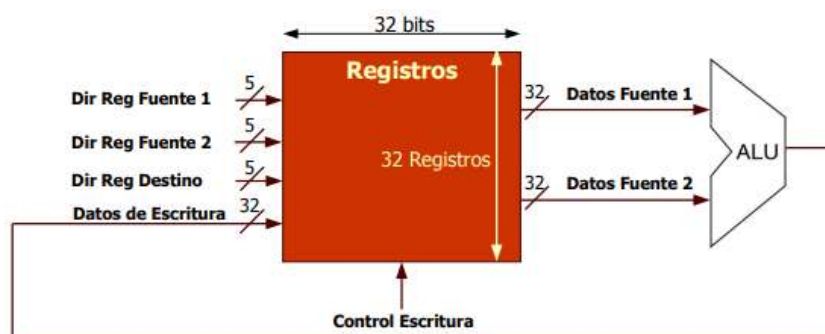 32 bits
Registros
5
Dir Reg Fuente 1
32
Datos Fuente 1
5
Dir Reg Fuente 2
32 Registros
ALU
5
Dir Reg Destino
32
Datos Fuente 2
32
Datos de Escritura
Control Escritura